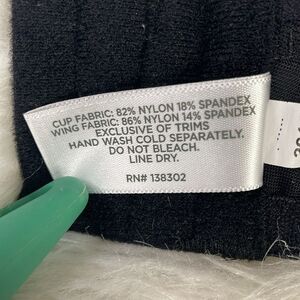 CUP FABRIC: 82% NYLON 18% SPANDEX
WING FABRIC: 86% NYLON 14% SPANDEX
EXCLUSIVE OF TRIMS
HAND WASH COLD SEPARATELY.
DO NOT BLEACH.
LINE DRY.
RN# 138302